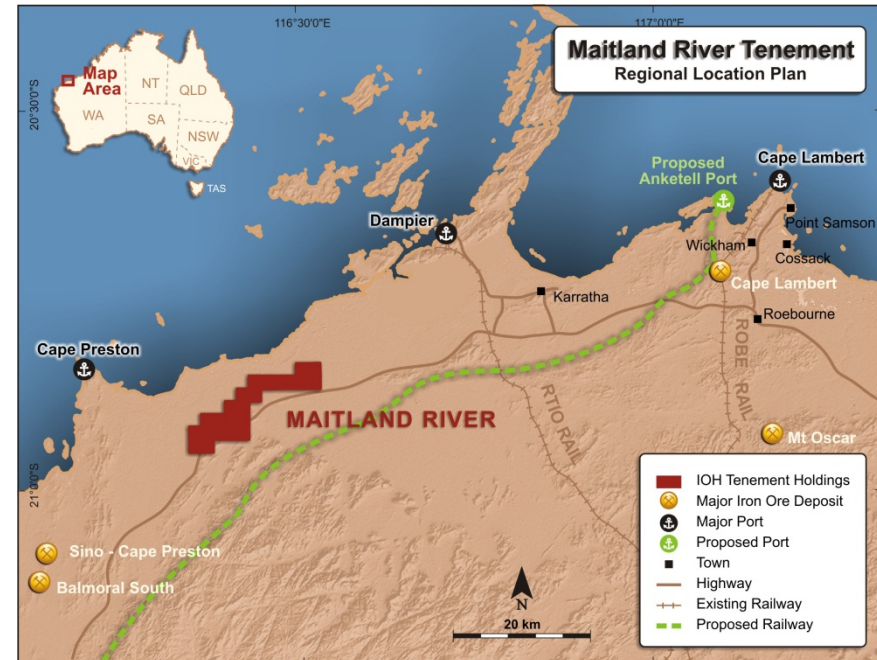 116°30'0"E
117°0'0"E
20°30'0"S
21°0'0"S
Maitland River Tenement
Regional Location Plan
Map
Area
WA
NT
QLD
SA
NSW
VIC
TAS
Proposed
Anketell Port
Cape Lambert
Dampier
Point Samson
Wickham
Cossack
Cape Lambert
Karratha
Roebourne
Cape Preston
MAITLAND RIVER
RTIO RAIL
ROBE RAIL
Mt Oscar
Sino - Cape Preston
Balmoral South
N
20 km
IOH Tenement Holdings
Major Iron Ore Deposit
Major Port
Proposed Port
Town
Highway
Existing Railway
Proposed Railway